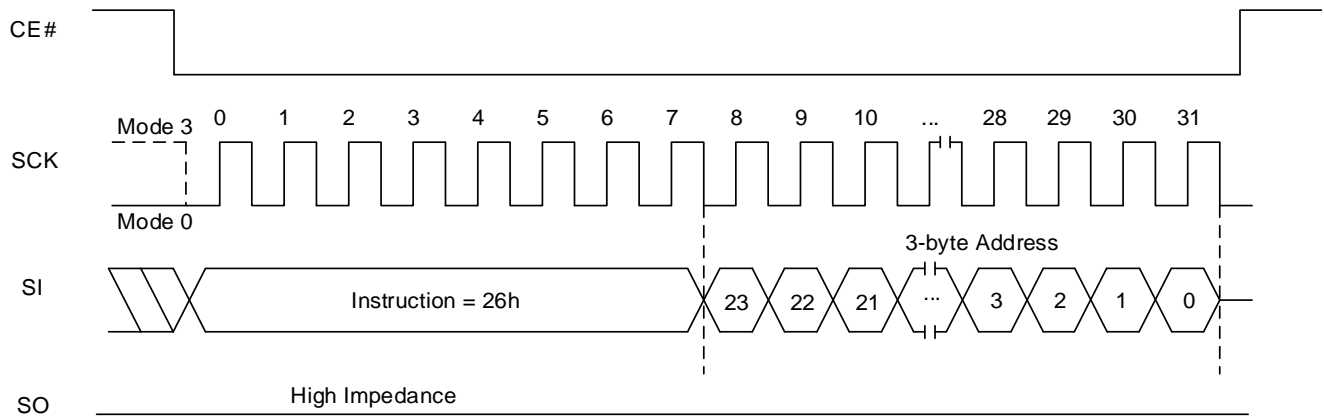 CE#
0 1 2 3 4 5 6 7 8 9 10 ... 28 29 30 31
Mode 3
SCK
Mode 0
3-byte Address
SI Instruction = 26h 23 22 21 ... 3 2 1 0
High Impedance
SO